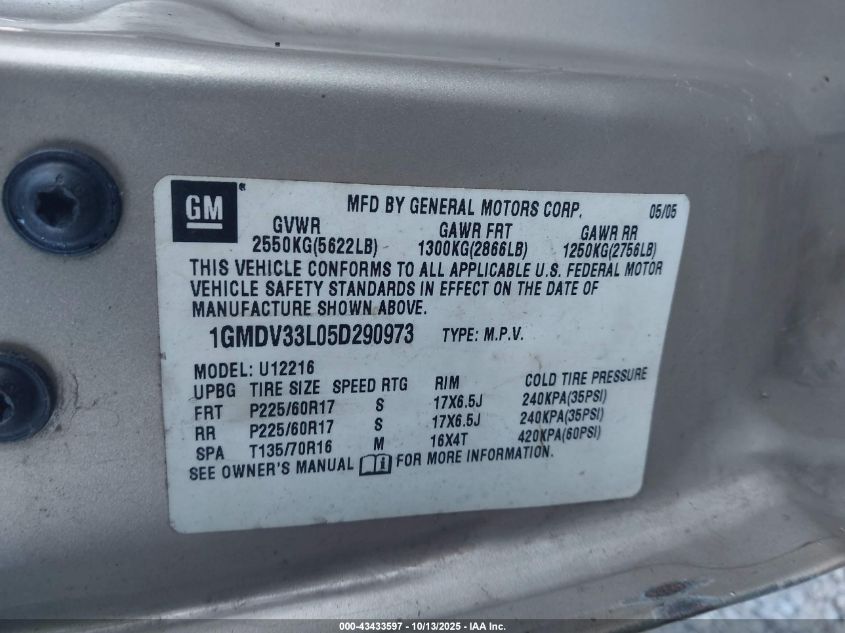 GM
MFD BY GENERAL MOTORS CORP. 05/05
GVWR GAWR FRT GAWR RR
2550KG(5622LB) 1300KG(2866LB) 1250KG(2756LB)
THIS VEHICLE CONFORMS TO ALL APPLICABLE U.S. FEDERAL MOTOR
VEHICLE SAFETY STANDARDS IN EFFECT ON THE DATE OF
MANUFACTURE SHOWN ABOVE.
1GMDV33L05D290973 TYPE: M.P.V.
MODEL: U12216
UPBG TIRE SIZE SPEED RTG RIM COLD TIRE PRESSURE
FRT P225/60R17 S 17X6.5J 240KPA(35PSI)
RR P225/60R17 S 17X6.5J 240KPA(35PSI)
SPA T135/70R16 M 16X4T 420KPA(60PSI)
SEE OWNER'S MANUAL FOR MORE INFORMATION.
000-43433597 - 10/13/2025 - IAA Inc.